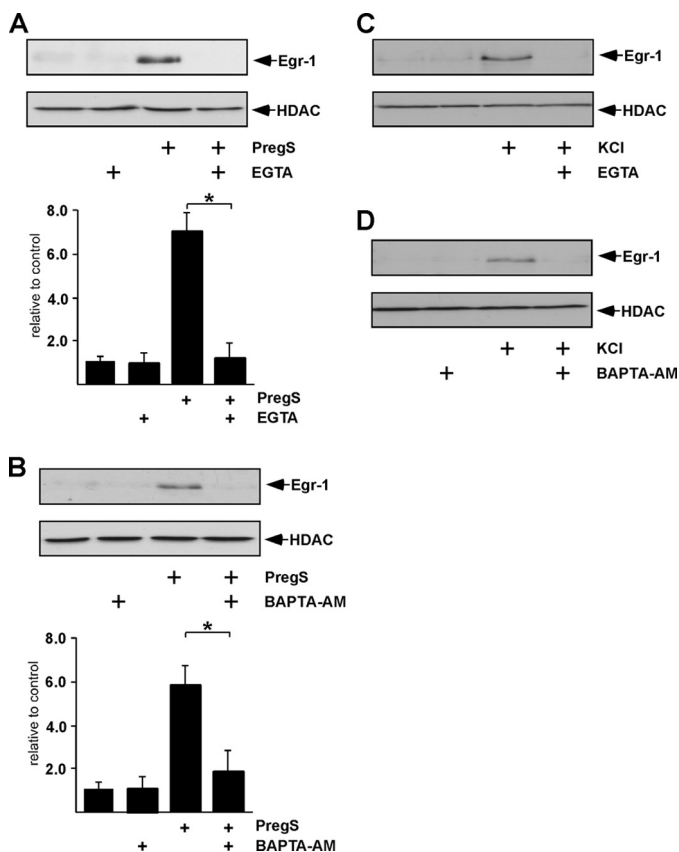 A
Egr-1
HDAC
+ + PregS
+ + EGTA
*
8.0
6.0
4.0
2.0
relative to control
+ + PregS
+ + EGTA
B
Egr-1
HDAC
+ + PregS
+ + BAPTA-AM
*
8.0
6.0
4.0
2.0
relative to control
+ + PregS
+ + BAPTA-AM
C
Egr-1
HDAC
+ + KCl
+ + EGTA
D
Egr-1
HDAC
+ + KCl
+ + BAPTA-AM